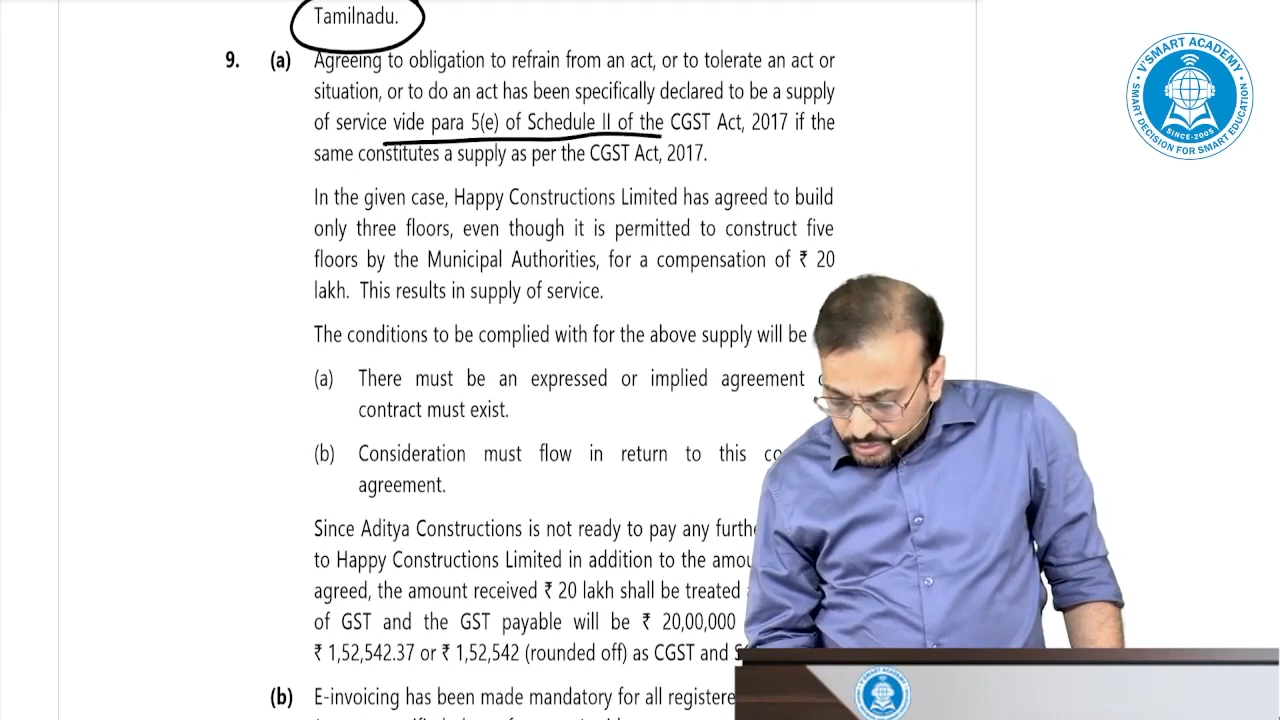 Tamilnadu.
9. (a) Agreeing to obligation to refrain from an act, or to tolerate an act or
situation, or to do an act has been specifically declared to be a supply
of service vide para 5(e) of Schedule II of the CGST Act, 2017 if the
same constitutes a supply as per the CGST Act, 2017.
In the given case, Happy Constructions Limited has agreed to build
only three floors, even though it is permitted to construct five
floors by the Municipal Authorities, for a compensation of ₹ 20
lakh. This results in supply of service.
The conditions to be complied with for the above supply will be
(a) There must be an expressed or implied agreement
contract must exist.
(b) Consideration must flow in return to this
agreement.
Since Aditya Constructions is not ready to pay any
to Happy Constructions Limited in addition to the
agreed, the amount received ₹ 20 lakh shall be treated
of GST and the GST payable will be ₹ 20,00,000
₹ 1,52,542.37 or ₹ 1,52,542 (rounded off) as CGST and
(b) E-invoicing has been made mandatory for all
V'SMART ACADEMY
SMART DECISION FOR SMART EDUCATION
SINCE-2005